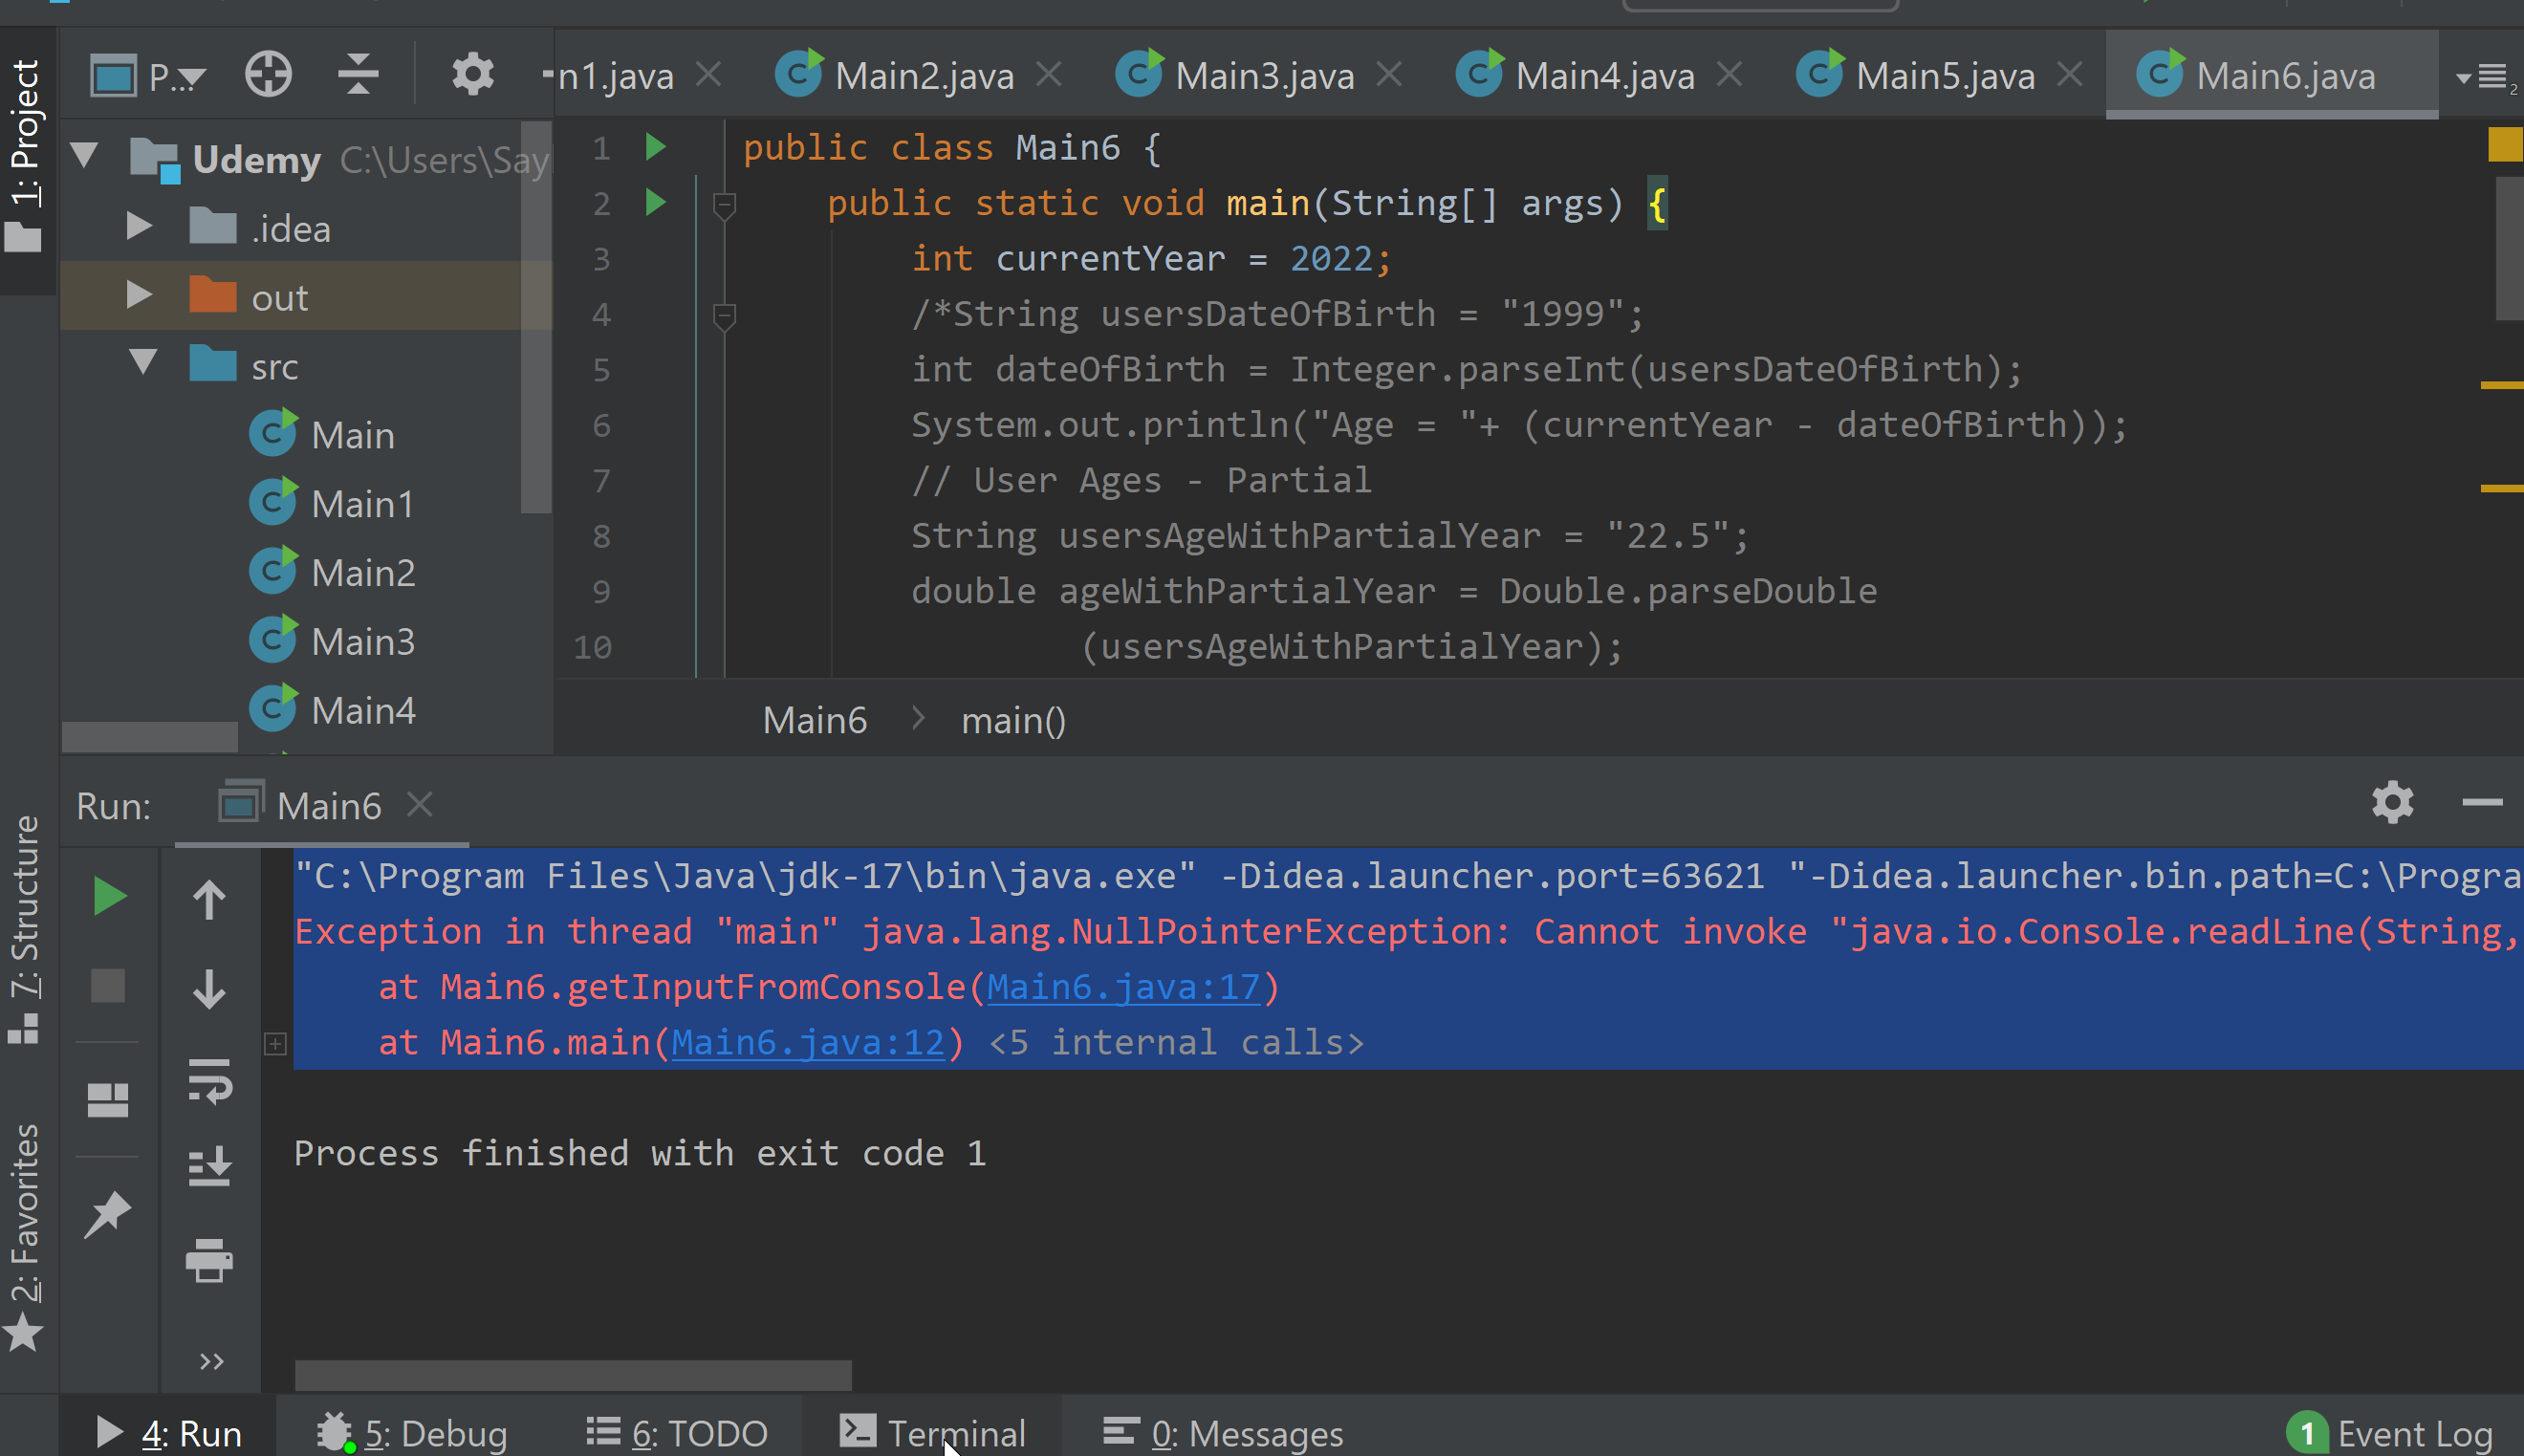 P...
n1.java
Main2.java
Main3.java
Main4.java
Main5.java
Main6.java
2
1: Project
Udemy C:\Users\Say
.idea
out
src
Main
Main1
Main2
Main3
Main4
1 public class Main6 {
2 public static void main(String[] args) {
3 int currentYear = 2022;
4 /*String usersDateOfBirth = "1999";
5 int dateOfBirth = Integer.parseInt(usersDateOfBirth);
6 System.out.println("Age = "+ (currentYear - dateOfBirth));
7 // User Ages - Partial
8 String usersAgeWithPartialYear = "22.5";
9 double ageWithPartialYear = Double.parseDouble
10 (usersAgeWithPartialYear);
Main6 > main()
Run: Main6
7: Structure
2: Favorites
"C:\Program Files\Java\jdk-17\bin\java.exe" -Didea.launcher.port=63621 "-Didea.launcher.bin.path=C:\Progra
Exception in thread "main" java.lang.NullPointerException: Cannot invoke "java.io.Console.readLine(String,
at Main6.getInputFromConsole(Main6.java:17)
at Main6.main(Main6.java:12) <5 internal calls>
Process finished with exit code 1
4: Run
5: Debug
6: TODO
Terminal
0: Messages
1 Event Log